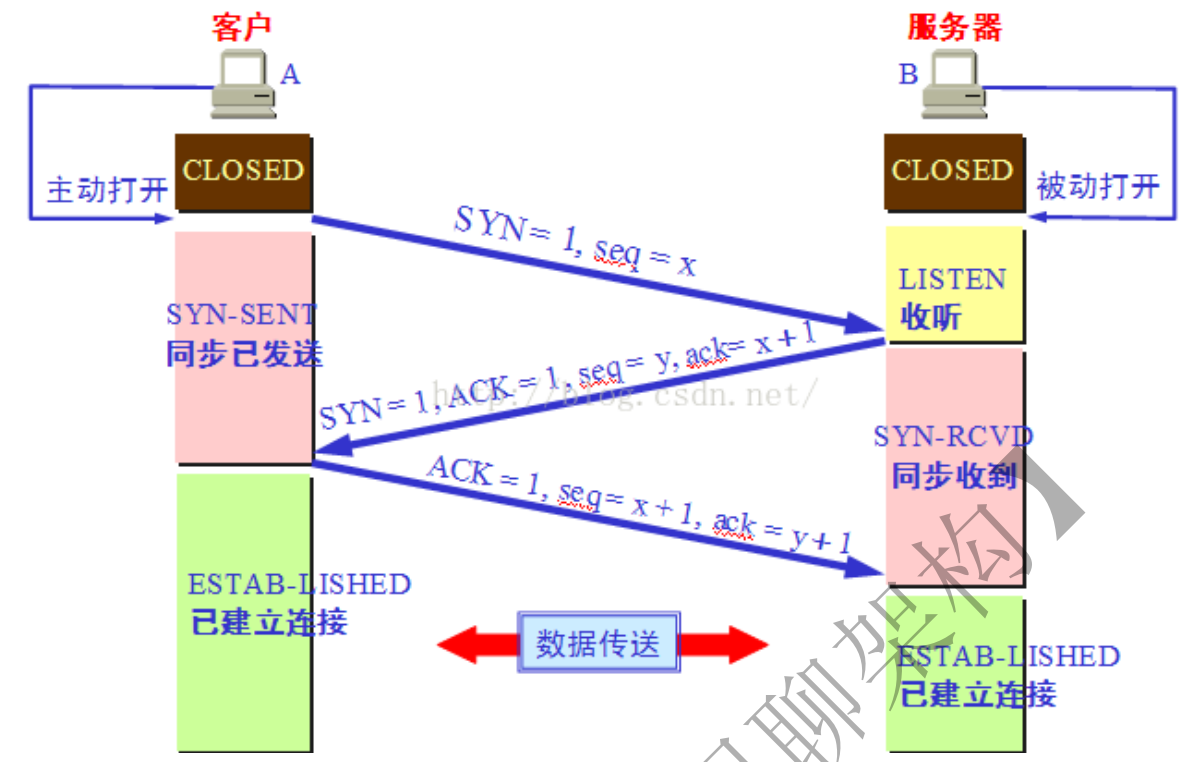 客户
服务器
A
B
CLOSED
CLOSED
主动打开
被动打开
SYN = 1, seq = x
LISTEN
收听
SYN-SENT
同步已发送
SYN = 1, ACK = 1, seq = y, ack= x + 1
http://blog.csdn.net/
SYN-RCVD
同步收到
ACK = 1, seq = x + 1, ack = y + 1
ESTAB-LISHED
已建立连接
数据传送
ESTAB-LISHED
已建立连接
聊架构】